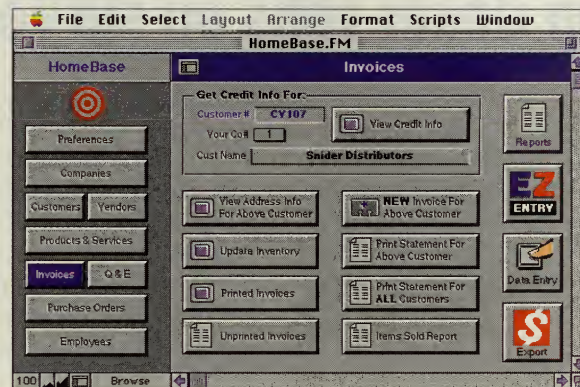 File Edit Select Layout Arrange Format Scripts Window
HomeBase.FM
HomeBase
Invoices
Preferences
Companies
Customers Vendors
Products & Services
Invoices Q & E
Purchase Orders
Employees
Get Credit Info For:
Customer # CY107
Your Co# 1
View Credit Info
Cust Name Snider Distributors
View Address Info
For Above Customer
NEW Invoice For
Above Customer
Update Inventory
Print Statement For
Above Customer
Printed Invoices
Print Statement For
ALL Customers
Unprinted Invoices
Items Sold Report
Reports
EZ
ENTRY
Data Entry
$
Export
100 Browse